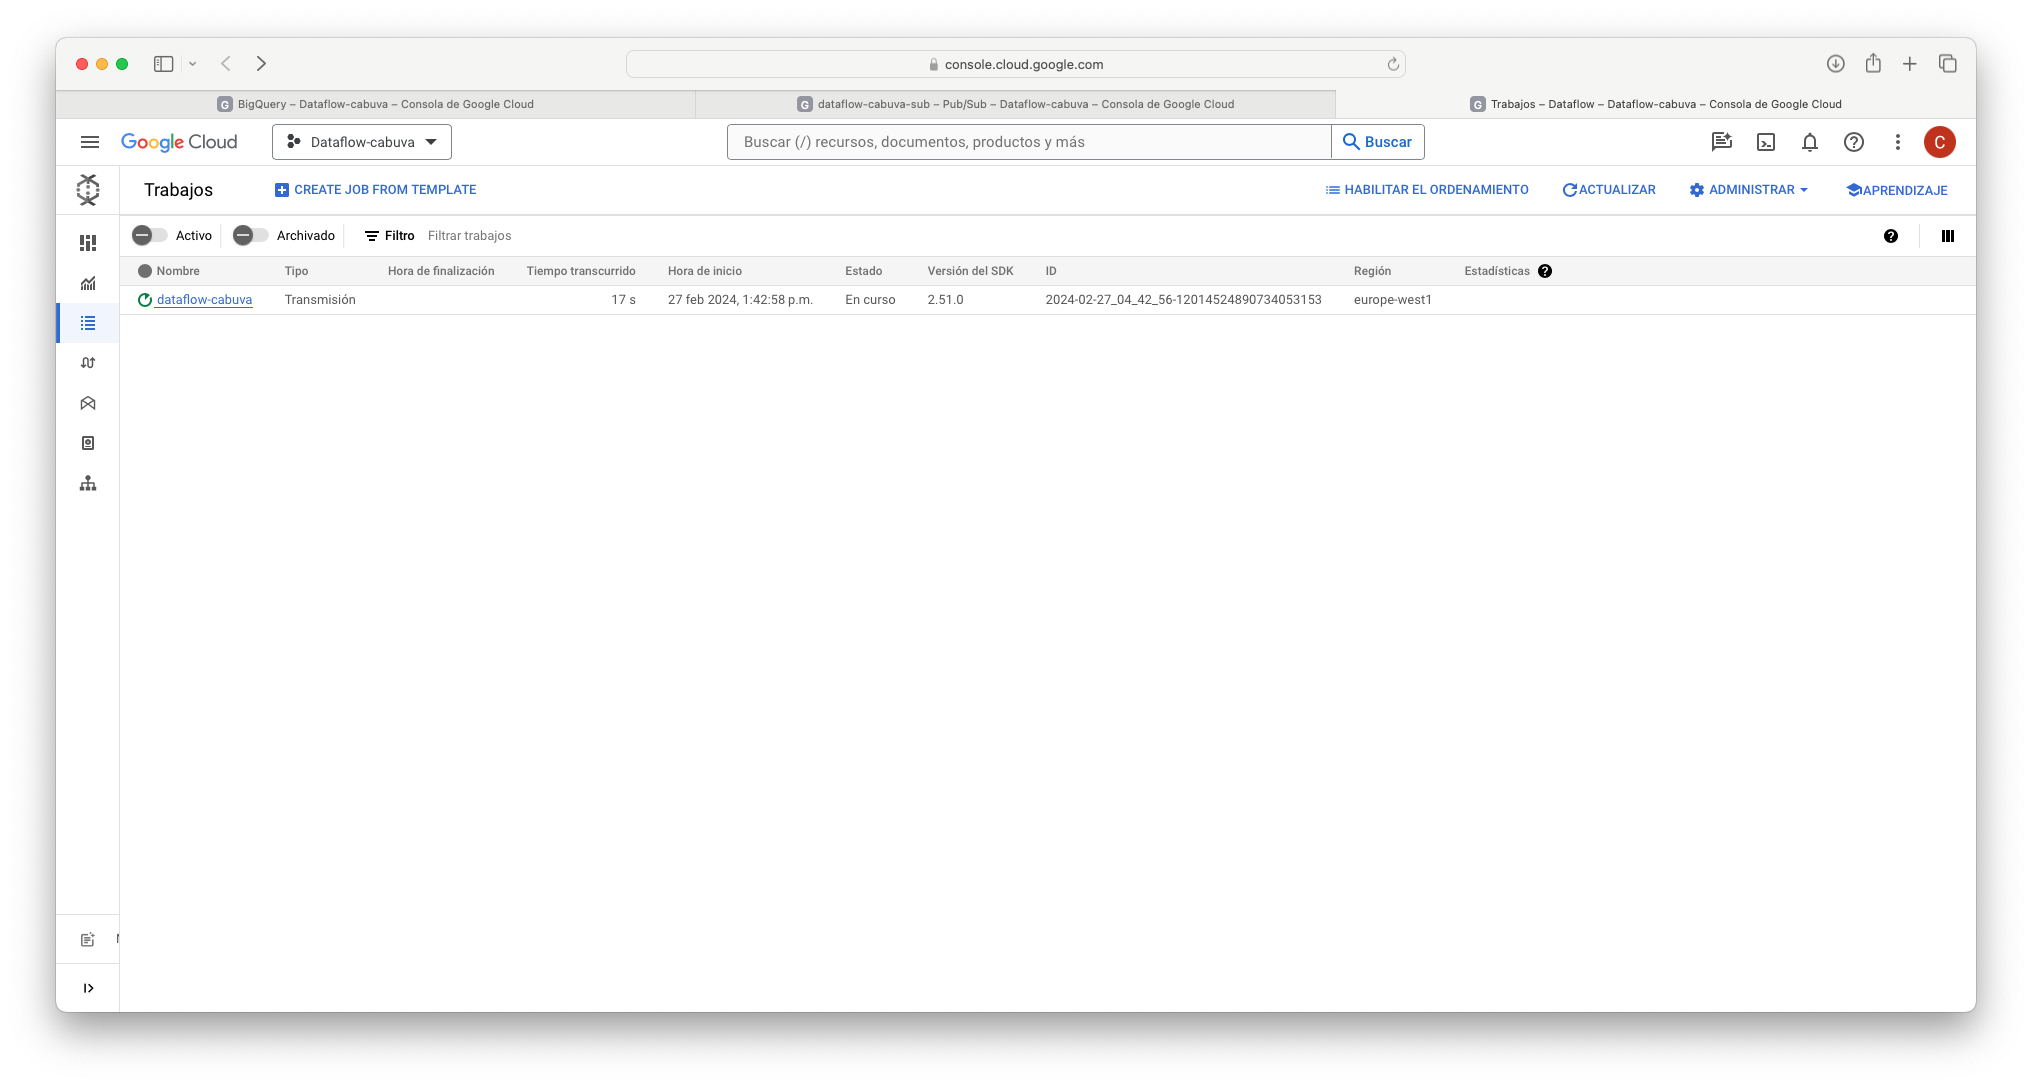 console.cloud.google.com
BigQuery – Dataflow-cabuva – Consola de Google Cloud
dataflow-cabuva-sub – Pub/Sub – Dataflow-cabuva – Consola de Google Cloud
Trabajos – Dataflow – Dataflow-cabuva – Consola de Google Cloud
Google Cloud
Dataflow-cabuva
Buscar (/) recursos, documentos, productos y más
Buscar
C
Trabajos
CREATE JOB FROM TEMPLATE
HABILITAR EL ORDENAMIENTO
ACTUALIZAR
ADMINISTRAR
APRENDIZAJE
Activo
Archivado
Filtro
Filtrar trabajos
Nombre Tipo Hora de finalización Tiempo transcurrido Hora de inicio Estado Versión del SDK ID Región Estadísticas
dataflow-cabuva Transmisión 17 s 27 feb 2024, 1:42:58 p.m. En curso 2.51.0 2024-02-27_04_42_56-12014524890734053153 europe-west1